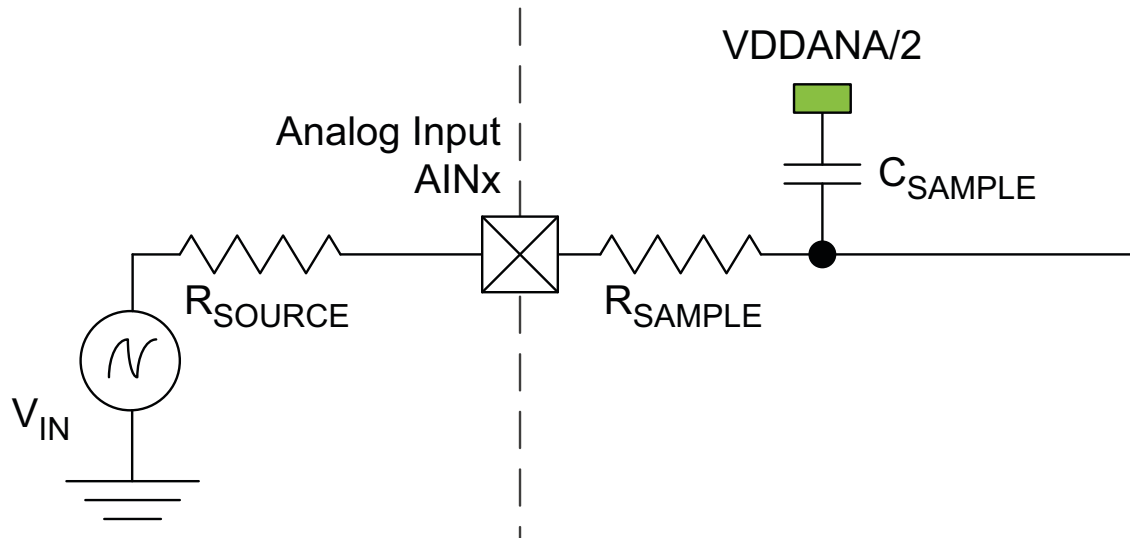 VDDANA/2
Analog Input
AINx
CSAMPLE
RSOURCE
RSAMPLE
VIN